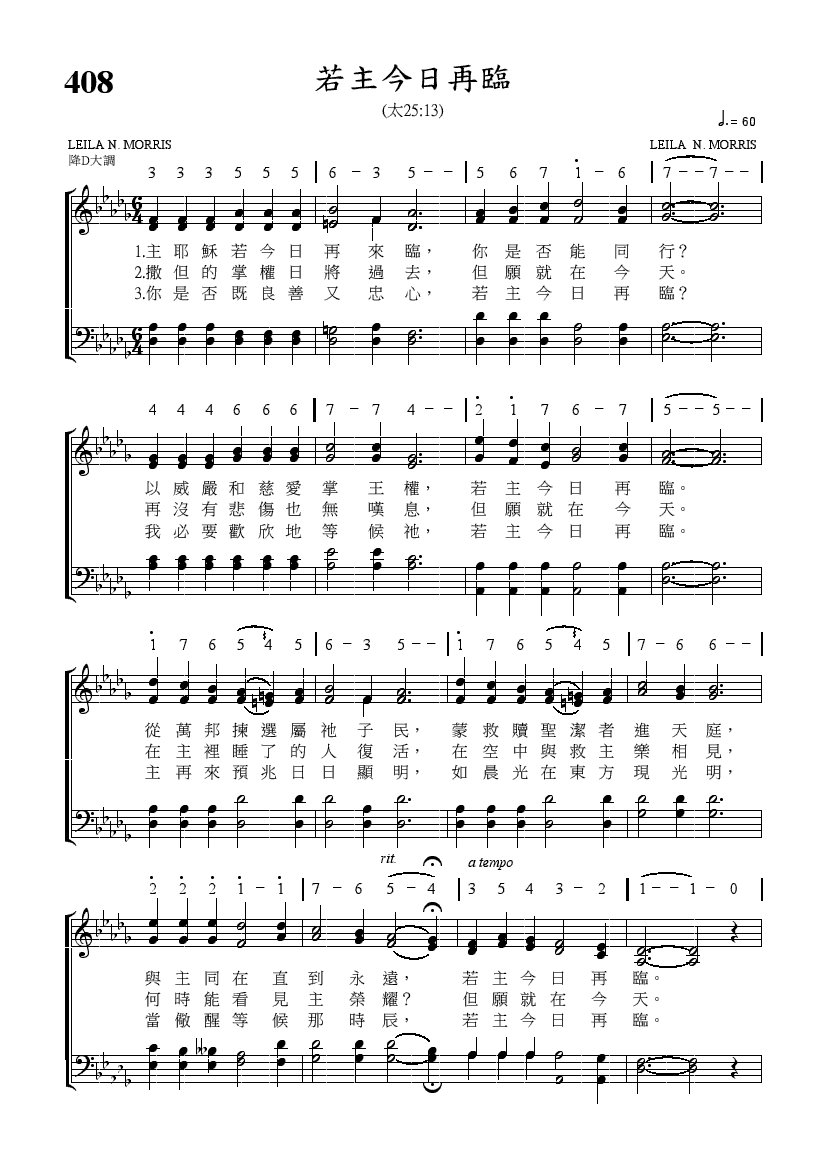 408
若主今日再臨
(太25:13)
𝅗𝅥. = 60
LEILA N. MORRIS
LEILA N. MORRIS
降D大調
3 3 3 5 5 5 | 6 - 3 5 - - | 5 6 7 1̇ - 6 | 7 - - 7 - - |
6/4
1.主耶穌若今日再來臨，你是否能同行？
2.撒但的掌權日將過去，但願就在今天。
3.你是否既良善又忠心，若主今日再臨？
6/4
4 4 4 6 6 6 | 7 - 7 4 - - | 2̇ 1̇ 7 6 - 7 | 5 - - 5 - - |
以威嚴和慈愛掌王權，若主今日再臨。
再沒有悲傷也無嘆息，但願就在今天。
我必要歡欣地等候祂，若主今日再臨。
1̇ 7 6 5 4 5 | 6 - 3 5 - - | 1̇ 7 6 5 4 5 | 7 - 6 6 - - |
從萬邦揀選屬祂子民，蒙救贖聖潔者進天庭，
在主裡睡了的人復活，在空中與救主樂相見，
主再來預兆日日顯明，如晨光在東方現光明，
rit.
a tempo
2̇ 2̇ 2̇ 1̇ - 1̇ | 7 - 6 5 - 4 | 3 5 4 3 - 2 | 1 - - 1 - 0 |
與主同在直到永遠，若主今日再臨。
何時能看見主榮耀？但願就在今天。
當儆醒等候那時辰，若主今日再臨。